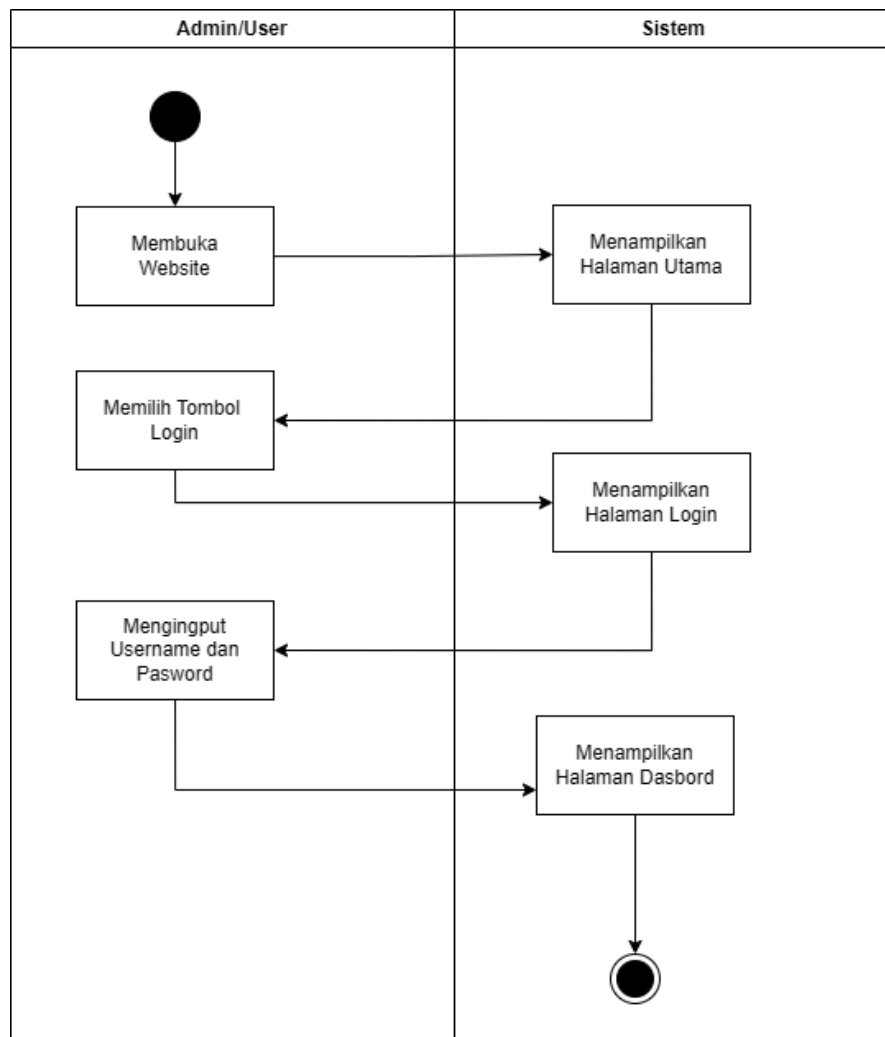 Admin/User
Sistem
Membuka
Website
Menampilkan
Halaman Utama
Memilih Tombol
Login
Menampilkan
Halaman Login
Mengingput
Username dan
Pasword
Menampilkan
Halaman Dasbord